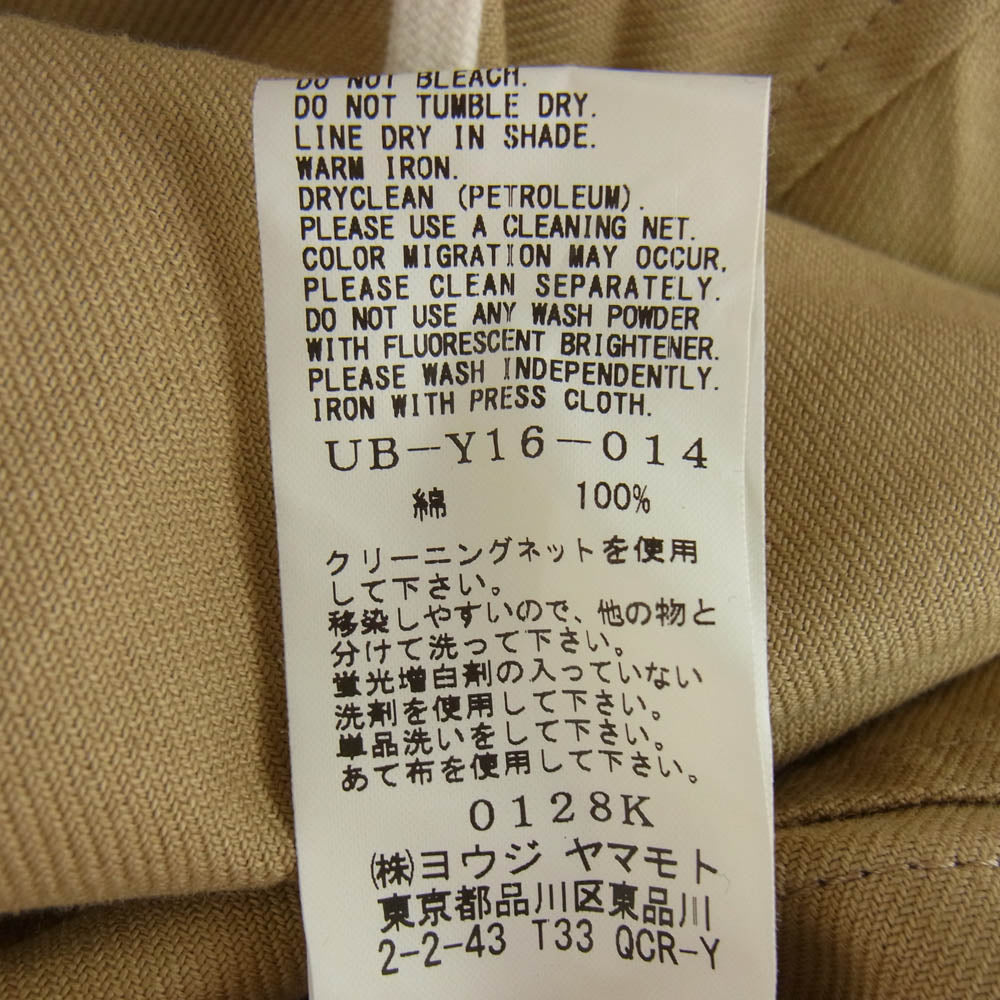 DO NOT BLEACH.
DO NOT TUMBLE DRY.
LINE DRY IN SHADE.
WARM IRON.
DRYCLEAN (PETROLEUM).
PLEASE USE A CLEANING NET.
COLOR MIGRATION MAY OCCUR,
PLEASE CLEAN SEPARATELY.
DO NOT USE ANY WASH POWDER
WITH FLUORESCENT BRIGHTENER.
PLEASE WASH INDEPENDENTLY.
IRON WITH PRESS CLOTH.
UB-Y16-014
綿 100%
クリーニングネットを使用
して下さい。
移染しやすいので、他の物と
分けて洗って下さい。
蛍光増白剤の入っていない
洗剤を使用して下さい。
単品洗いをして下さい。
あて布を使用して下さい。
0128K
(株)ヨウジ ヤマモト
東京都品川区東品川
2-2-43 T33 QCR-Y